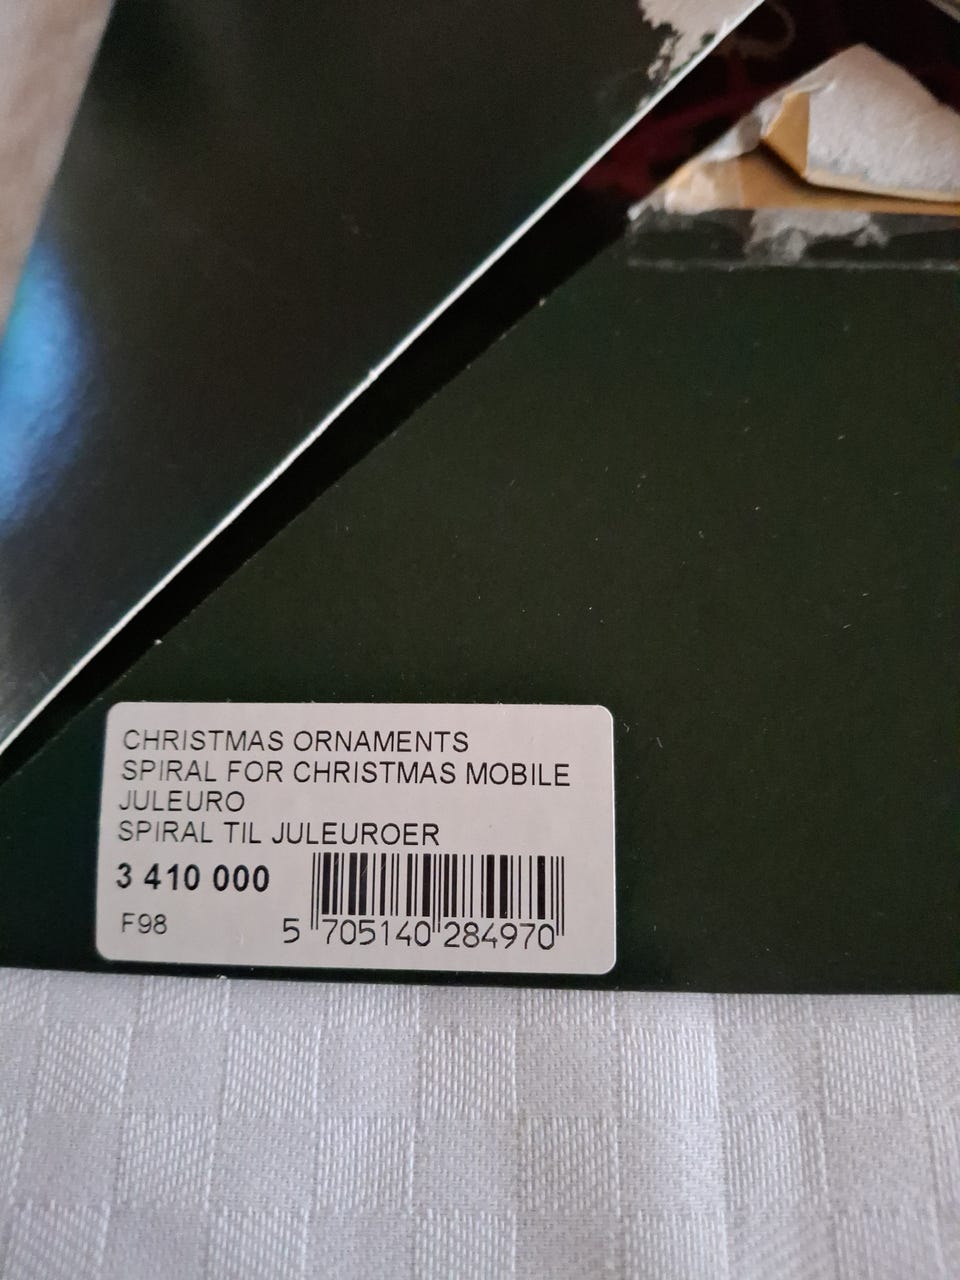 CHRISTMAS ORNAMENTS
SPIRAL FOR CHRISTMAS MOBILE
JULEURO
SPIRAL TIL JULEUROER
3 410 000
F98
5 705140 284970